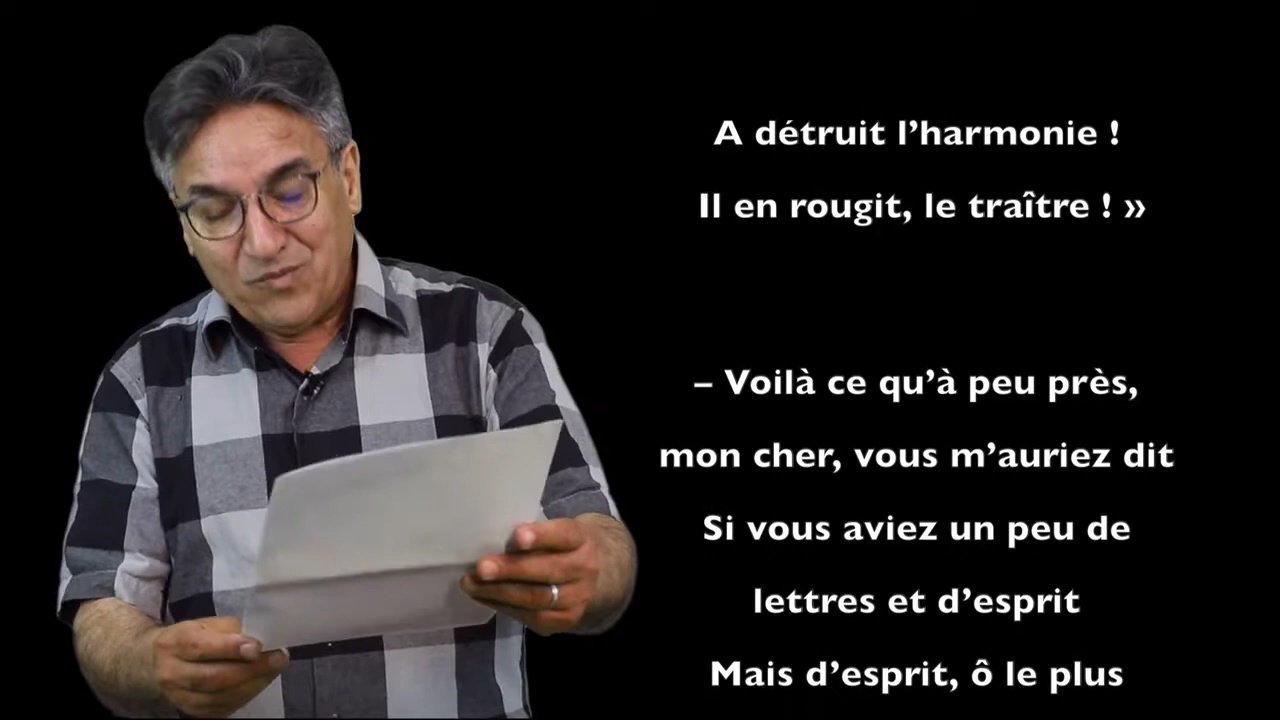 A détruit l’harmonie !
Il en rougit, le traître ! »
– Voilà ce qu’à peu près,
mon cher, vous m’auriez dit
Si vous aviez un peu de
lettres et d’esprit
Mais d’esprit, ô le plus